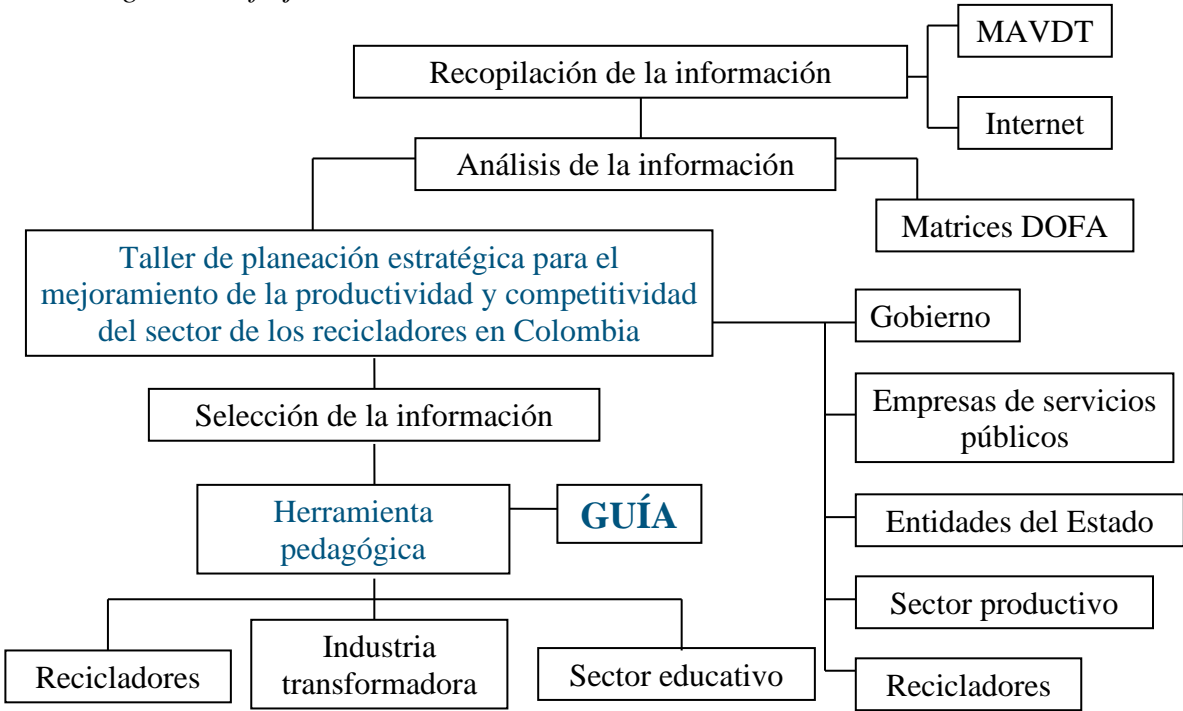 MAVDT
Recopilación de la información
Internet
Análisis de la información
Matrices DOFA
Taller de planeación estratégica para el
mejoramiento de la productividad y competitividad
del sector de los recicladores en Colombia
Gobierno
Selección de la información
Empresas de servicios
públicos
Herramienta
pedagógica
GUÍA
Entidades del Estado
Sector productivo
Recicladores
Industria
transformadora
Sector educativo
Recicladores